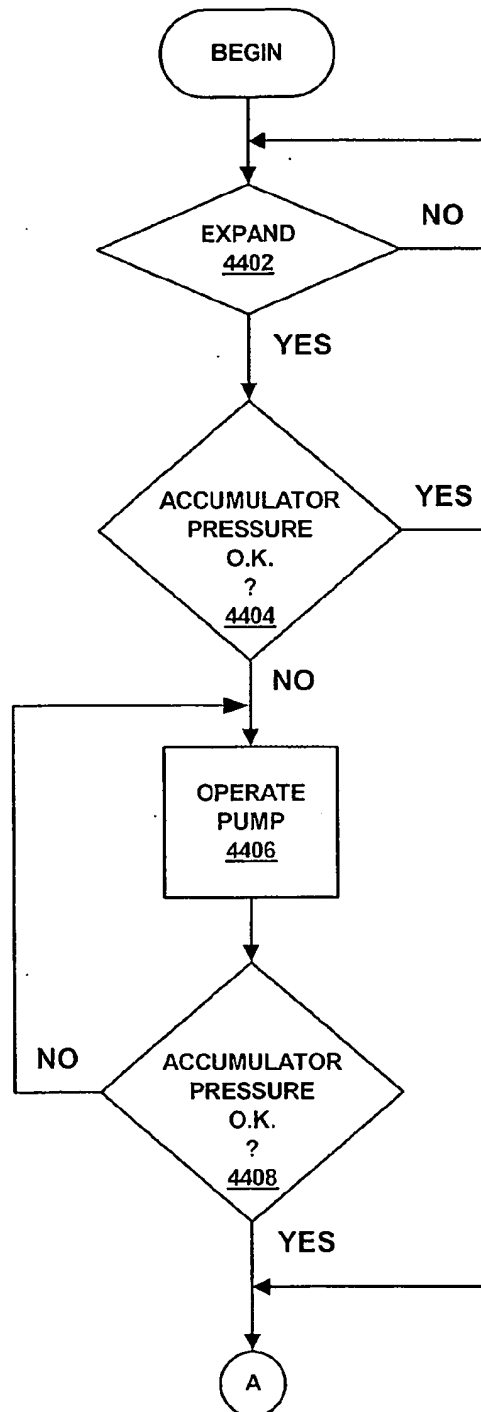 BEGIN
EXPAND
4402
NO
YES
ACCUMULATOR
PRESSURE
O.K.
?
4404
YES
NO
OPERATE
PUMP
4406
ACCUMULATOR
PRESSURE
O.K.
?
4408
NO
YES
A